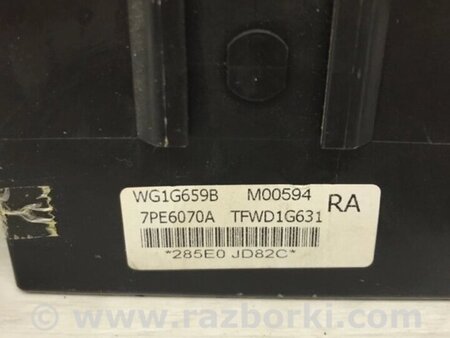 WG1G659B M00594
7PE6070A TFWD1G631 RA
*285E0 JD82C*
© www.razborki.com